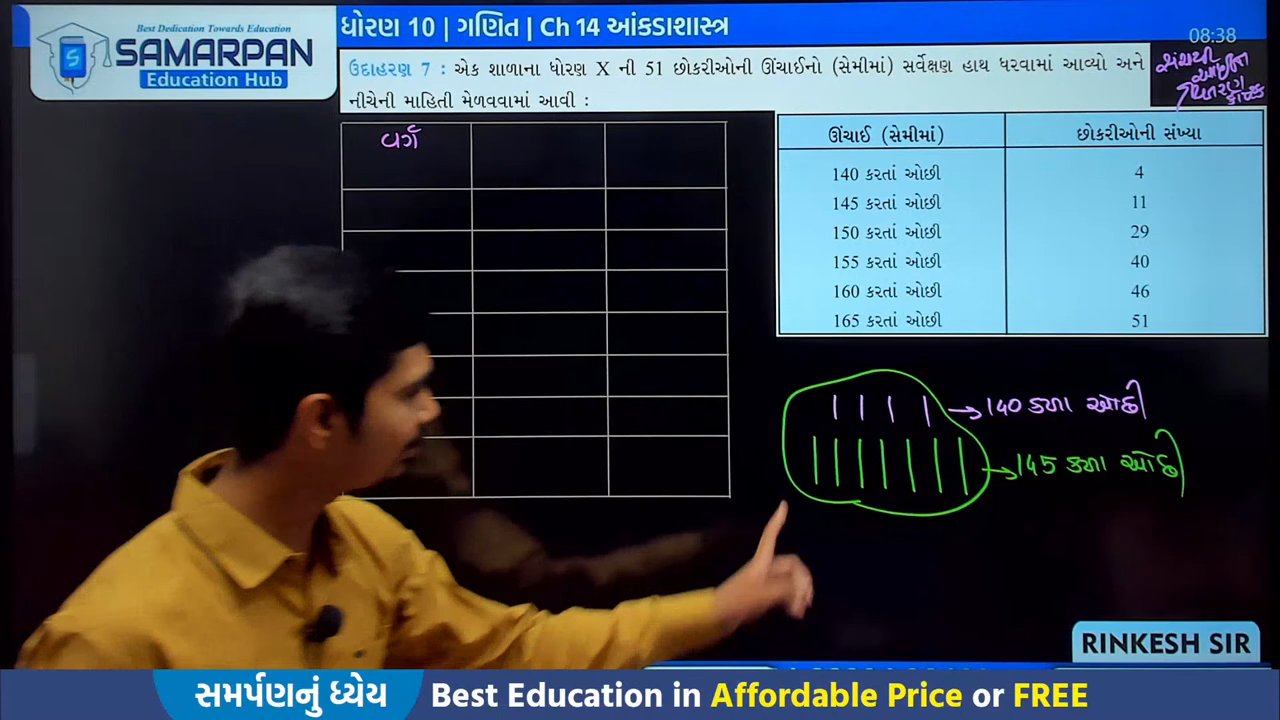 Best Dedication Towards Education
SAMARPAN
Education Hub
ધોરણ 10 | ગણિત | Ch 14 આંકડાશાસ્ત્ર
08:38
ઉદાહરણ 7 : એક શાળાના ધોરણ X ની 51 છોકરીઓની ઊંચાઈનો (સેમીમાં) સર્વેક્ષણ હાથ ધરવામાં આવ્યો અને
નીચેની માહિતી મેળવવામાં આવી :
વર્ગ
ઊંચાઈ (સેમીમાં) છોકરીઓની સંખ્યા
140 કરતાં ઓછી 4
145 કરતાં ઓછી 11
150 કરતાં ઓછી 29
155 કરતાં ઓછી 40
160 કરતાં ઓછી 46
165 કરતાં ઓછી 51
140 કરતા ઓછી
145 કરતા ઓછી
RINKESH SIR
સમર્પણનું ધ્યેય Best Education in Affordable Price or FREE